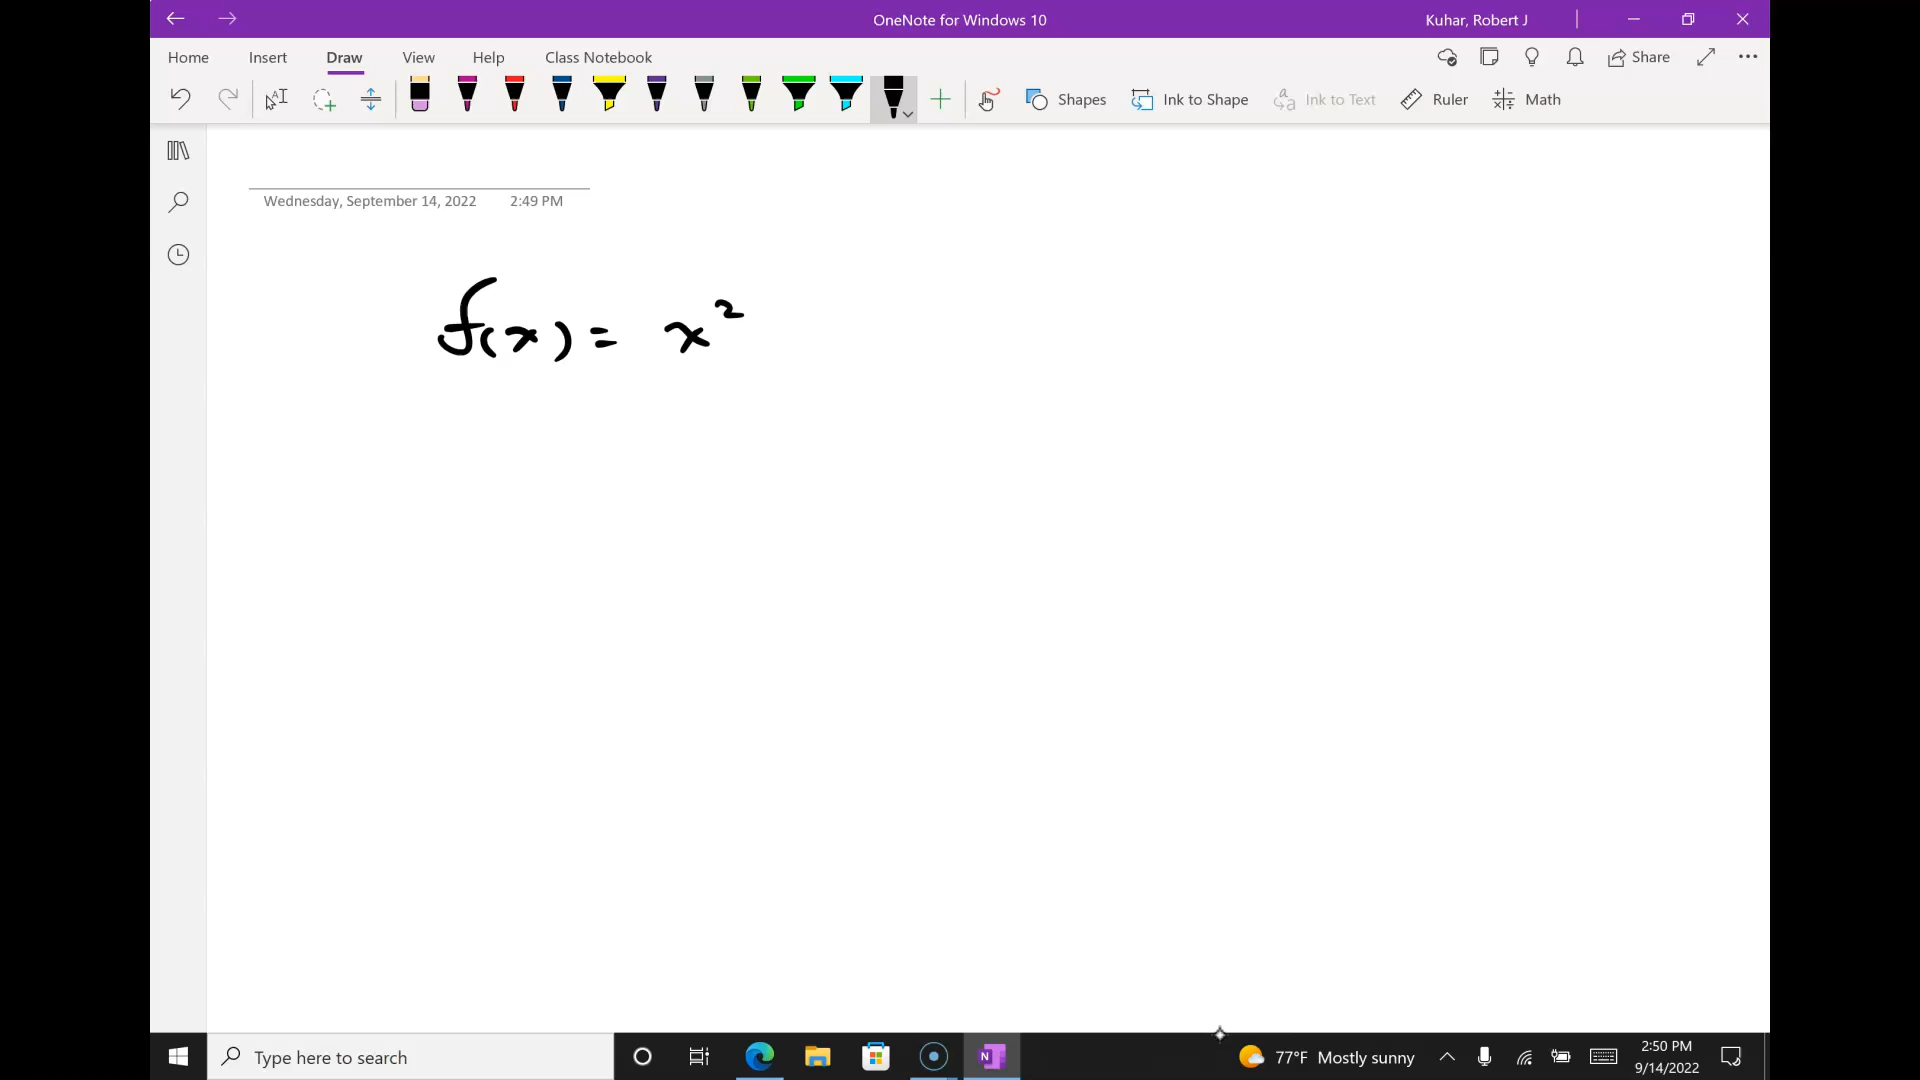 OneNote for Windows 10
Kuhar, Robert J
Home Insert Draw View Help Class Notebook Share
Shapes Ink to Shape Ink to Text Ruler Math
Wednesday, September 14, 2022 2:49 PM
f(x) = x²
Type here to search
77°F Mostly sunny
2:50 PM
9/14/2022